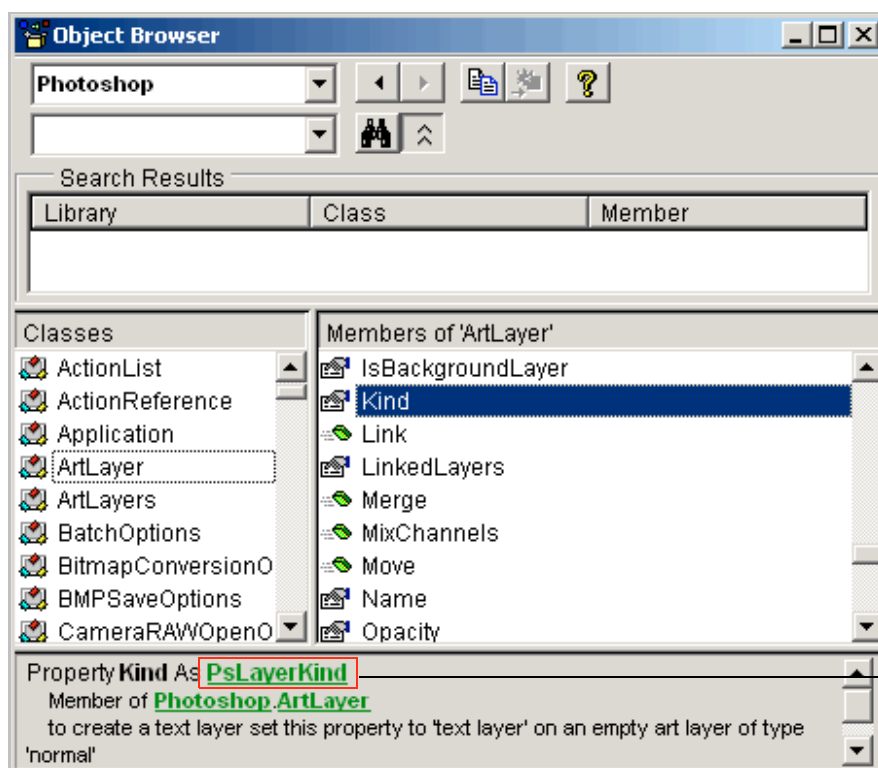 Object Browser
Photoshop
Search Results
Library Class Member
Classes
ActionList
ActionReference
Application
ArtLayer
ArtLayers
BatchOptions
BitmapConversionO
BMPSaveOptions
CameraRAWOpenO
Members of 'ArtLayer'
IsBackgroundLayer
Kind
Link
LinkedLayers
Merge
MixChannels
Move
Name
Opacity
Property Kind As PsLayerKind
Member of Photoshop.ArtLayer
to create a text layer set this property to 'text layer' on an empty art layer of type
'normal'